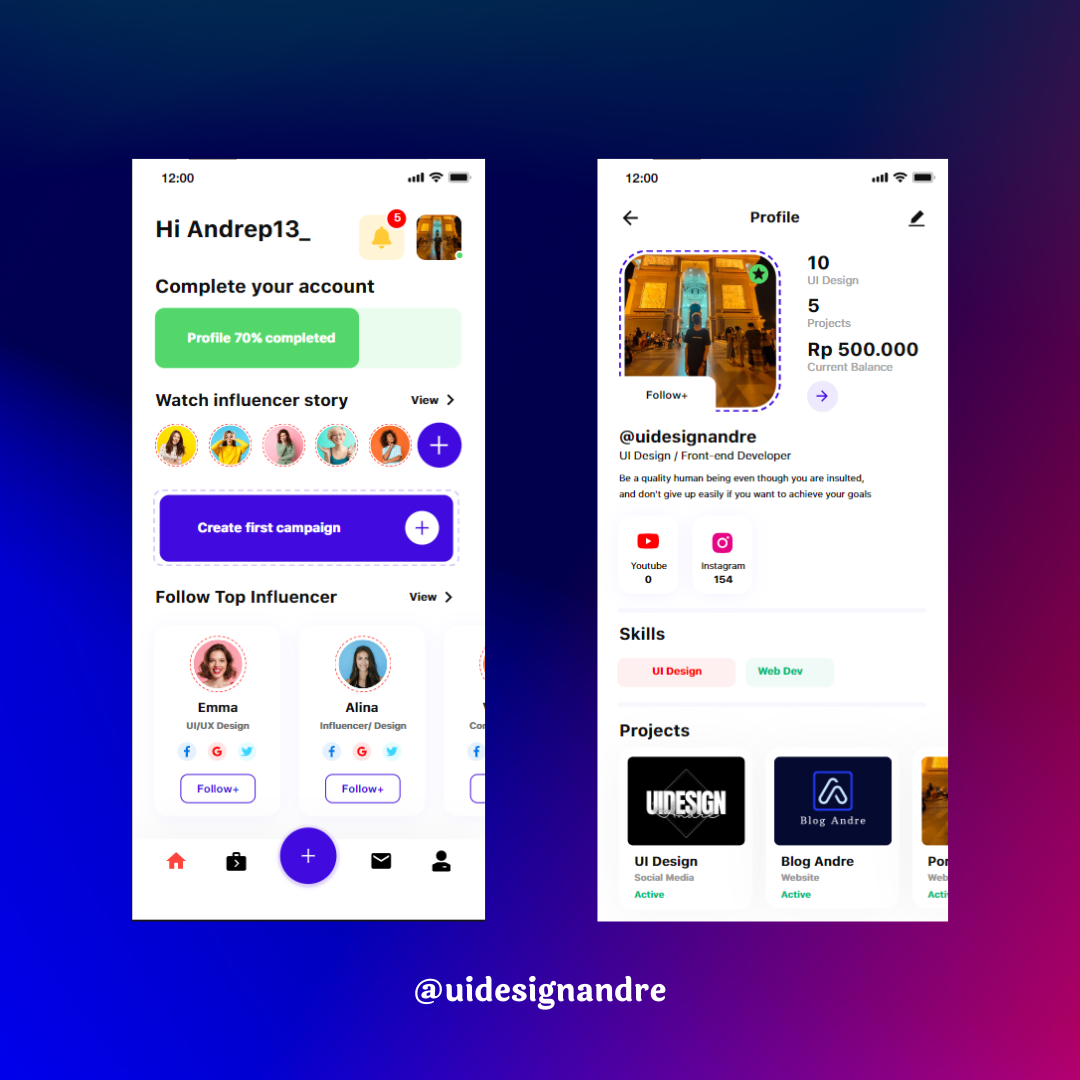 12:00
Hi Andrep13_
5
Complete your account
Profile 70% completed
Watch influencer story
View
Create first campaign
Follow Top Influencer
View
Emma
UI/UX Design
Follow+
Alina
Influencer/ Design
Follow+
12:00
Profile
10
UI Design
5
Projects
Rp 500.000
Current Balance
Follow+
@uidesignandre
UI Design / Front-end Developer
Be a quality human being even though you are insulted,
and don't give up easily if you want to achieve your goals
Youtube
0
Instagram
154
Skills
UI Design
Web Dev
Projects
UIDESIGN
Andre
Blog Andre
UI Design
Social Media
Active
Blog Andre
Website
Active
Por
Web
Acti
@uidesignandre